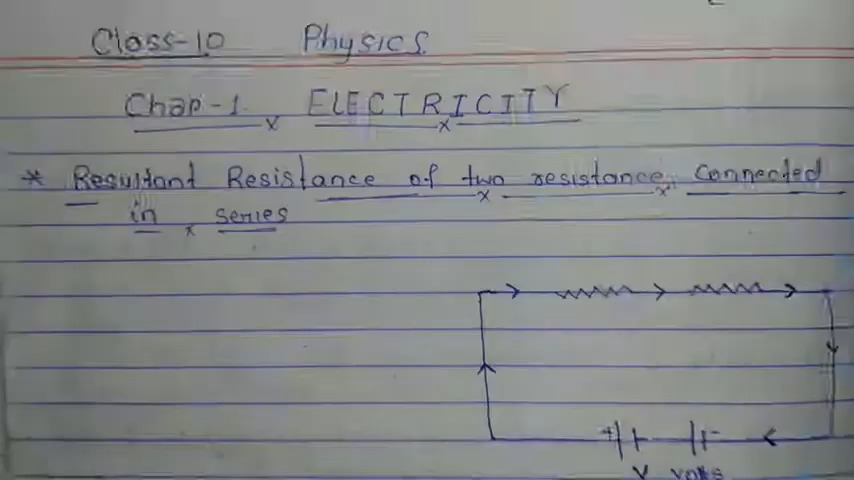 Class-10 Physics
Chap-1 ELECTRICITY
* Resultant Resistance of two resistance Connected
in series
+ -
V volts